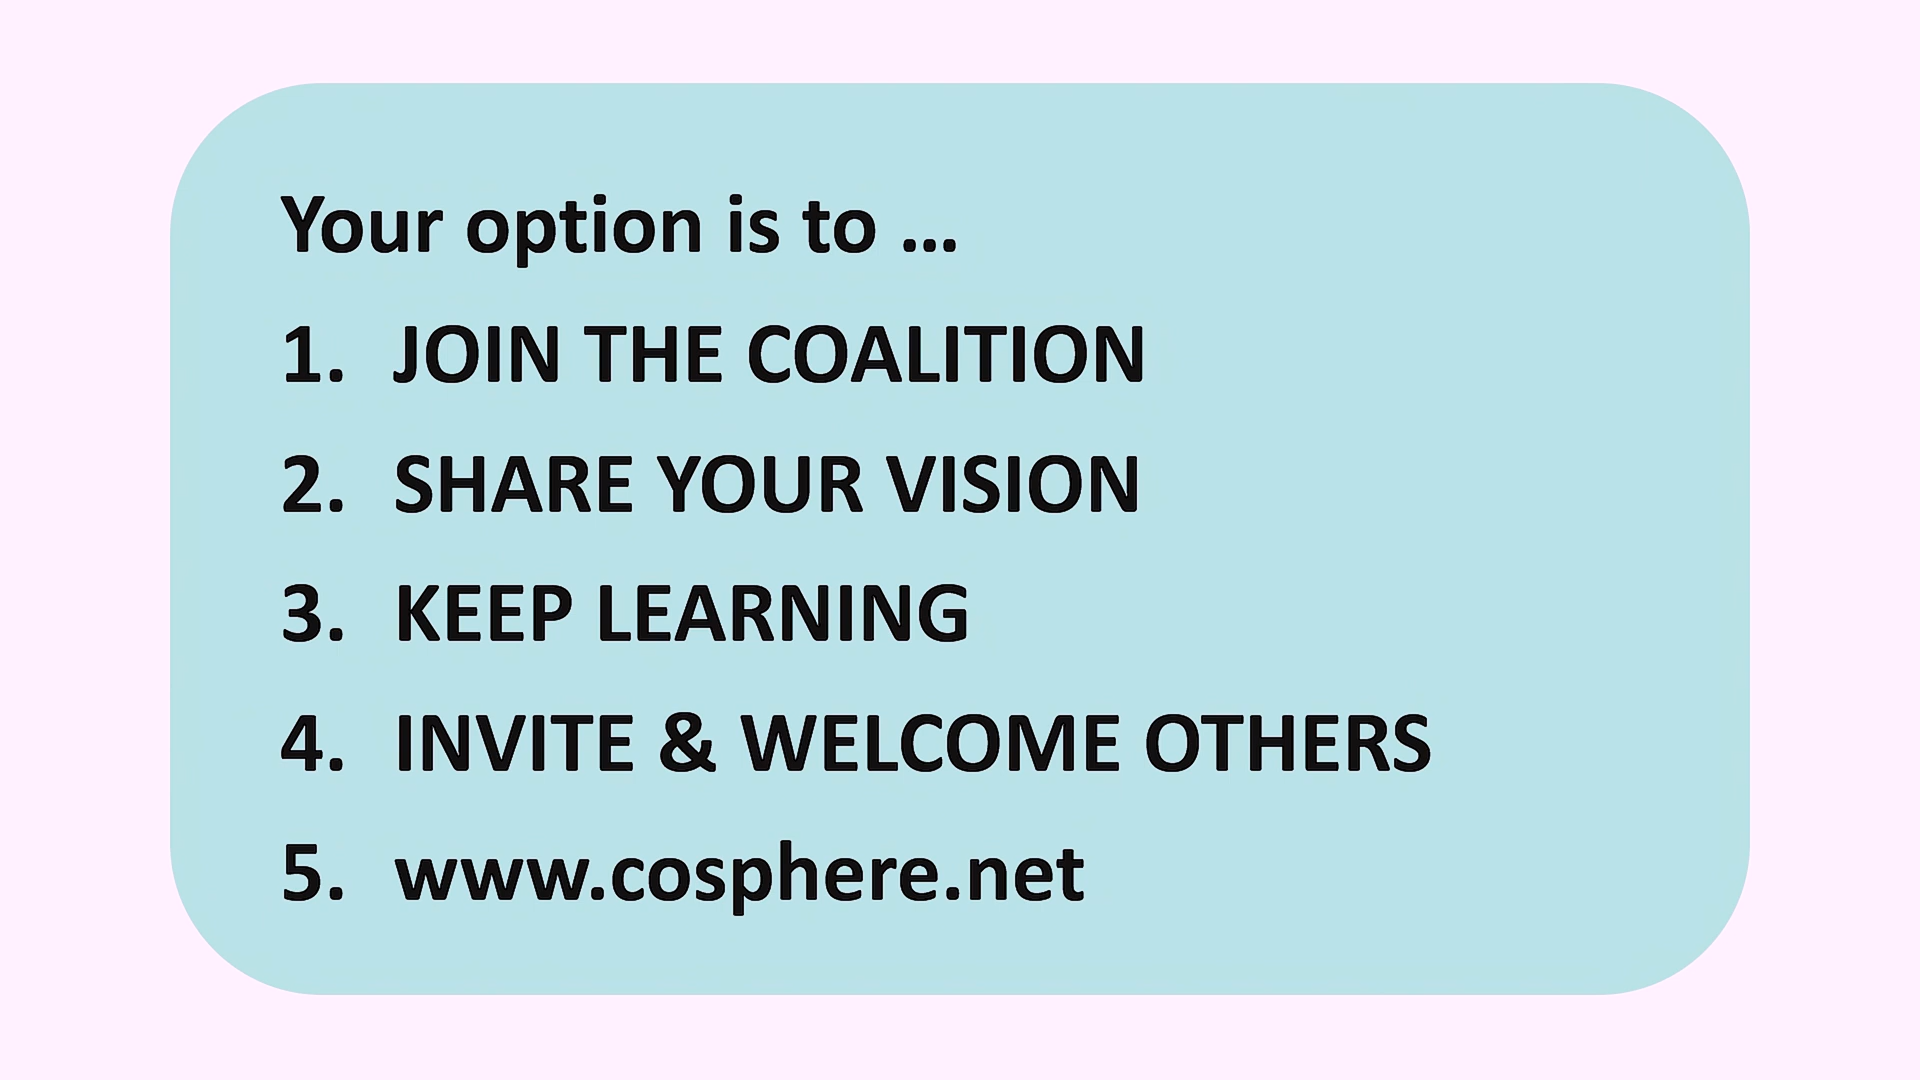 Your option is to ...
1. JOIN THE COALITION
2. SHARE YOUR VISION
3. KEEP LEARNING
4. INVITE & WELCOME OTHERS
5. www.cosphere.net